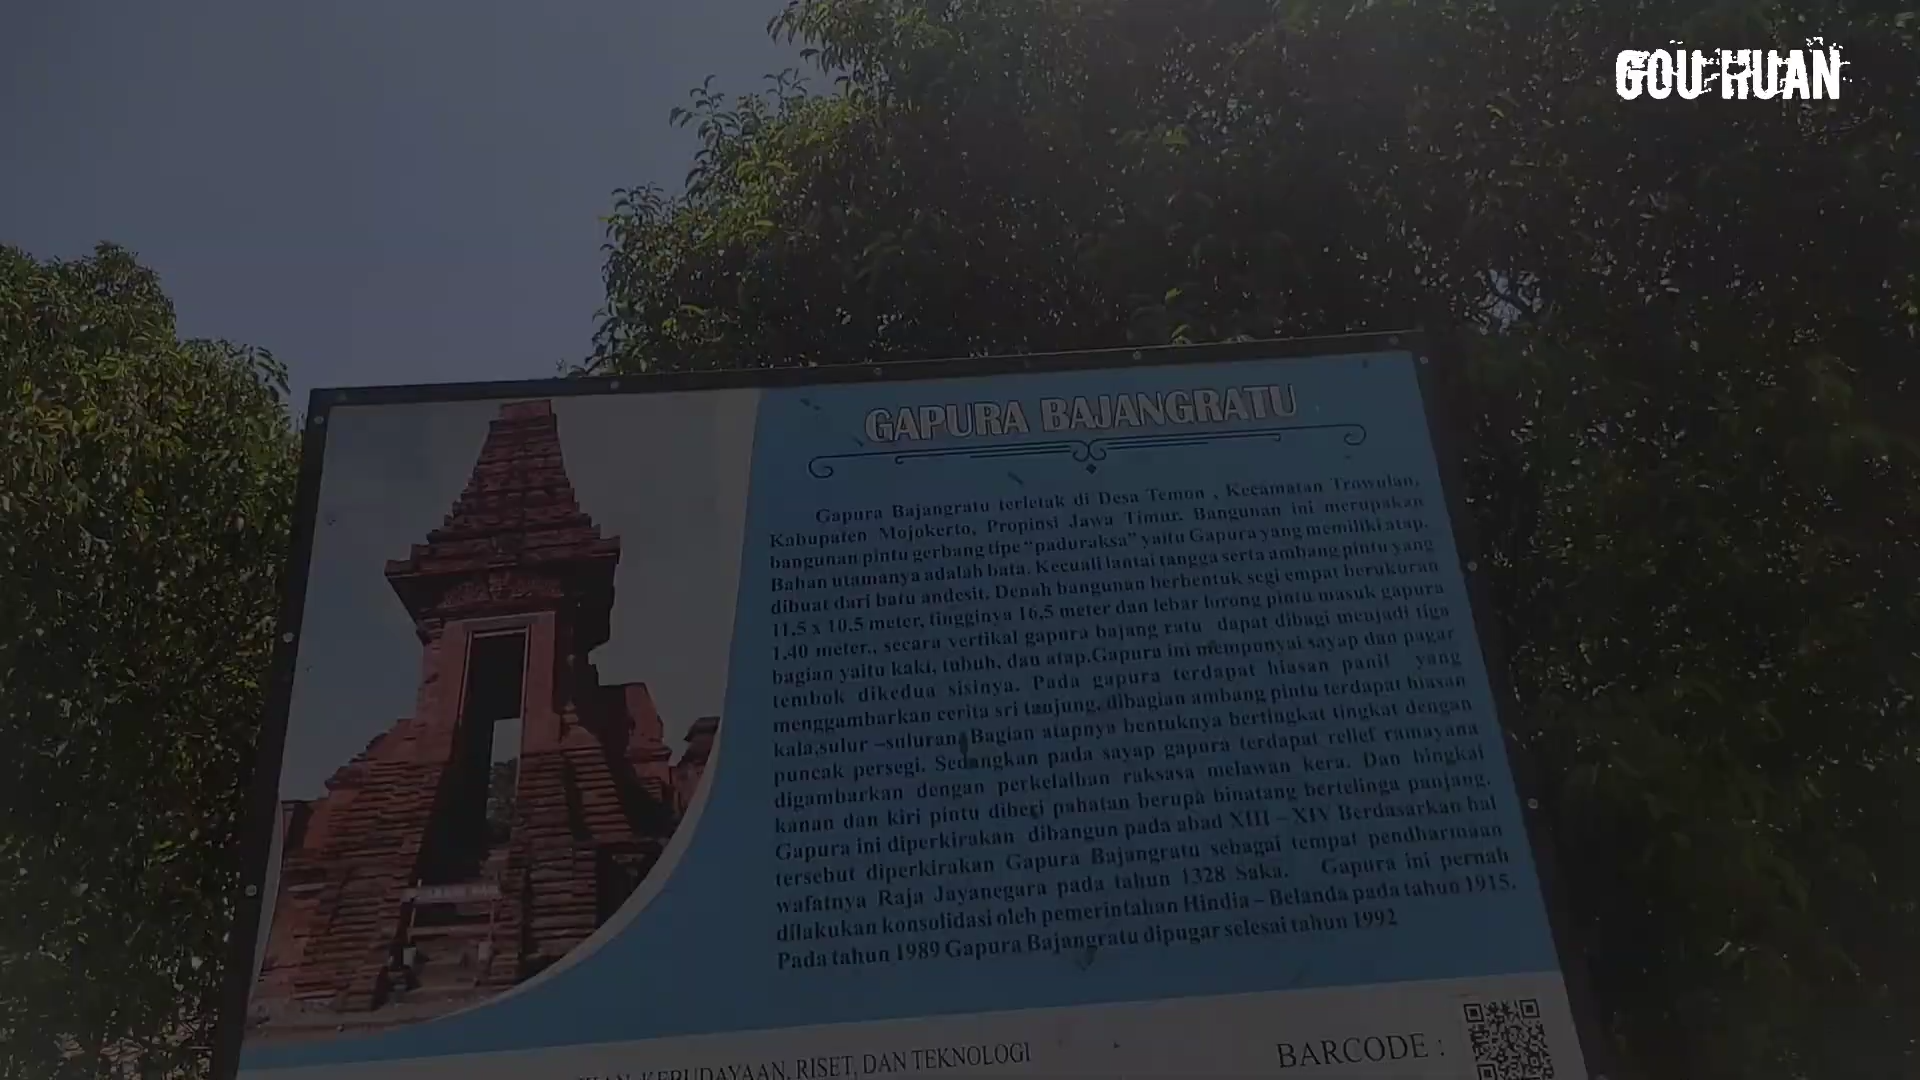 GOU HUAN
GAPURA BAJANGRATU
Gapura Bajangratu terletak di Desa Temon , Kecamatan Trowulan,
Kabupaten Mojokerto, Propinsi Jawa Timur. Bangunan ini merupakan
bangunan pintu gerbang tipe "paduraksa" yaitu Gapura yang memiliki atap.
Bahan utamanya adalah bata. Kecuali lantai tangga serta ambang pintu yang
dibuat dari batu andesit. Denah bangunan berbentuk segi empat berukuran
11.5 x 10.5 meter, tingginya 16.5 meter dan lebar lorong pintu masuk gapura
1.40 meter., secara vertikal gapura bajang ratu dapat dibagi menjadi tiga
bagian yaitu kaki, tubuh, dan atap.Gapura ini memponyai sayap dan pagar
tembok dikedua sisinya. Pada gapura terdapat hiasan panil yang
menggambarkan cerita sri tanjung,dibagian ambang pintu terdapat hiasan
kala,sulur –suluran. Bagian atapnya bentuknya bertingkat tingkat dengan
puncak persegi. Sedangkan pada sayap gapura terdapat relief ramayana
digambarkan dengan perkelaihan raksasa melawan kera. Dan bingkai
kanan dan kiri pintu diberi pahatan berupa binatang bertelinga panjang.
Gapura ini diperkirakan dibangun pada abad XIII – XIV Berdasarkan hal
tersebut diperkirakan Gapura Bajangratu sebagai tempat pendharmaan
wafatnya Raja Jayanegara pada tahun 1328 Saka. Gapura ini pernah
dilakukan konsolidasi oleh pemerintahan Hindia – Belanda pada tahun 1915.
Pada tahun 1989 Gapura Bajangratu dipugar selesai tahun 1992
KEBUDAYAAN, RISET, DAN TEKNOLOGI
BARCODE :